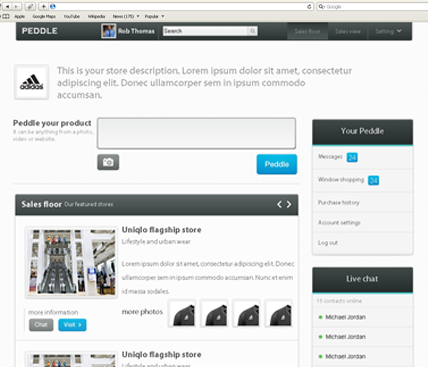 Apple Google Maps YouTube Wikipedia News (175) Popular
PEDDLE
Rob Thomas
Search
Sales floor
Sales view
Setting
adidas
This is your store description. Lorem ipsum dolor sit amet, consectetur
adipiscing elit. Donec ullamcorper sem in ipsum commodo
accumsan.
Peddle your product
It can be anything from a photo,
video or website.
Peddle
Your Peddle
Messages 24
Window shopping 24
Purchase history
Account settings
Log out
Sales floor Our featured stores
Uniqlo flagship store
Lifestyle and urban wear
Lorem ipsum dolor sit amet, consectetur adipiscing elit. Donec
ullamcorper sem in ipsum commodo accumsan. Nunc et enim
id massa sodales.
more information
Chat
Visit >
more photos
Live chat
15 contacts online
Michael Jordan
Michael Jordan
Michael Jordan
Uniqlo flagship store
Lifestyle and urban wear